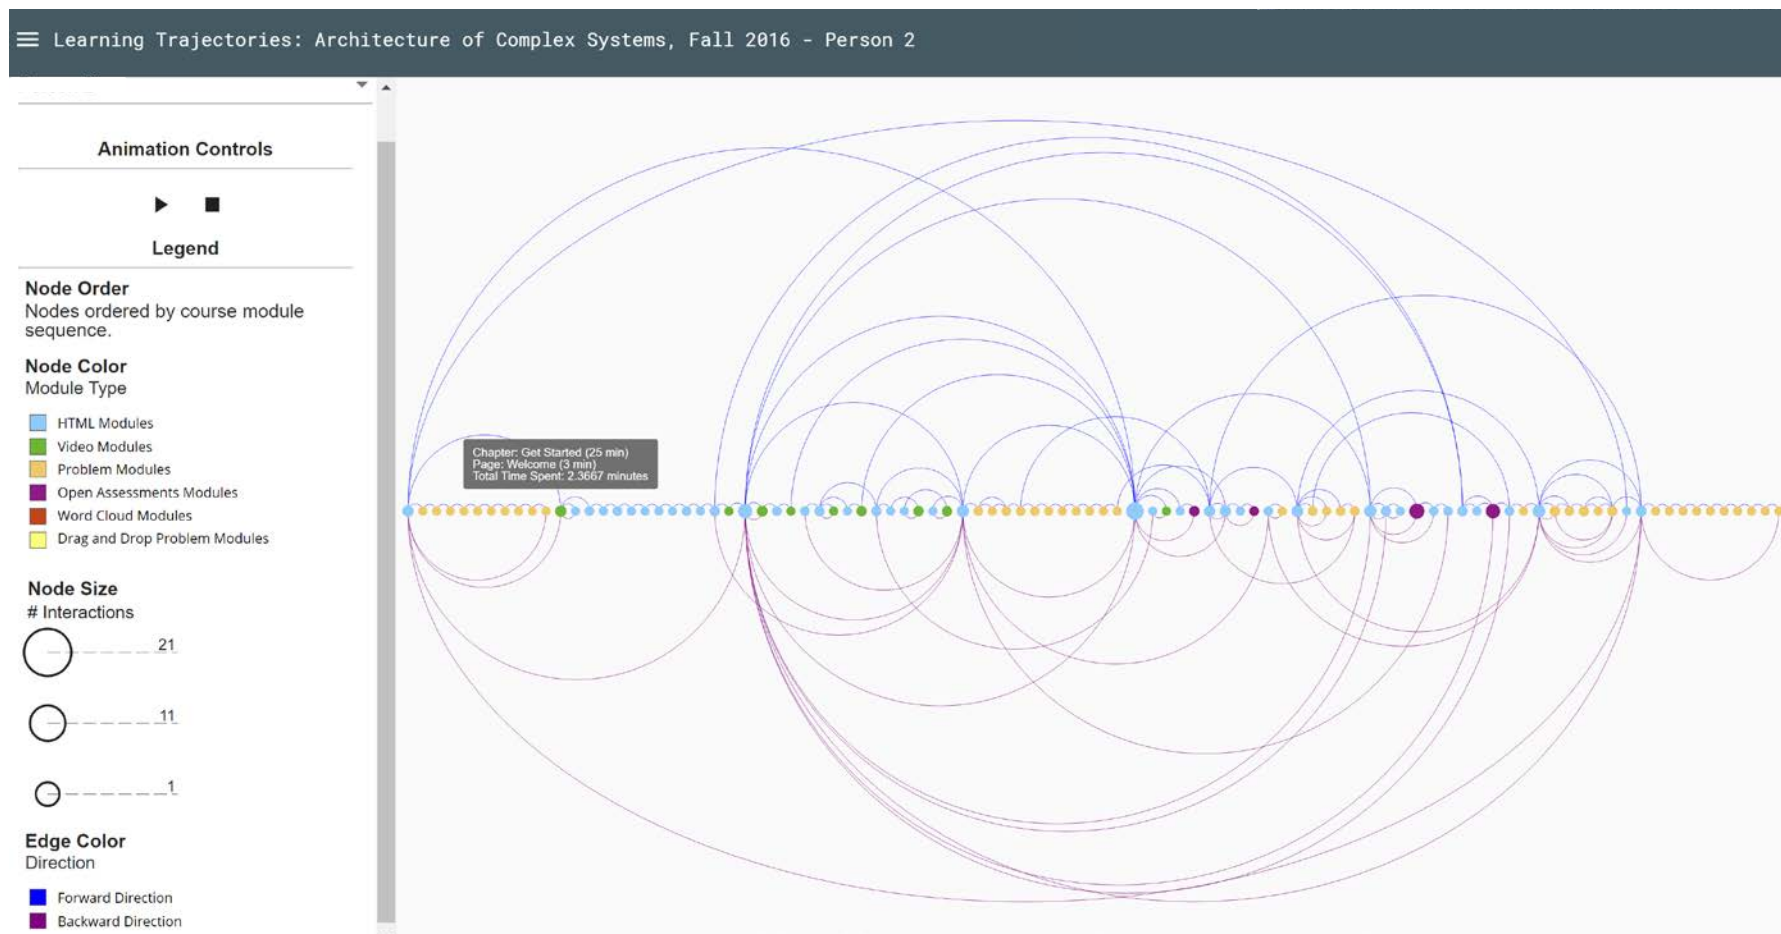 Learning Trajectories: Architecture of Complex Systems, Fall 2016 - Person 2
Animation Controls
Legend
Node Order
Nodes ordered by course module
sequence.
Node Color
Module Type
HTML Modules
Video Modules
Problem Modules
Open Assessments Modules
Word Cloud Modules
Drag and Drop Problem Modules
Node Size
# Interactions
21
11
1
Edge Color
Direction
Forward Direction
Backward Direction
Chapter: Get Started (25 min)
Page: Welcome (3 min)
Total Time Spent: 2.3667 minutes